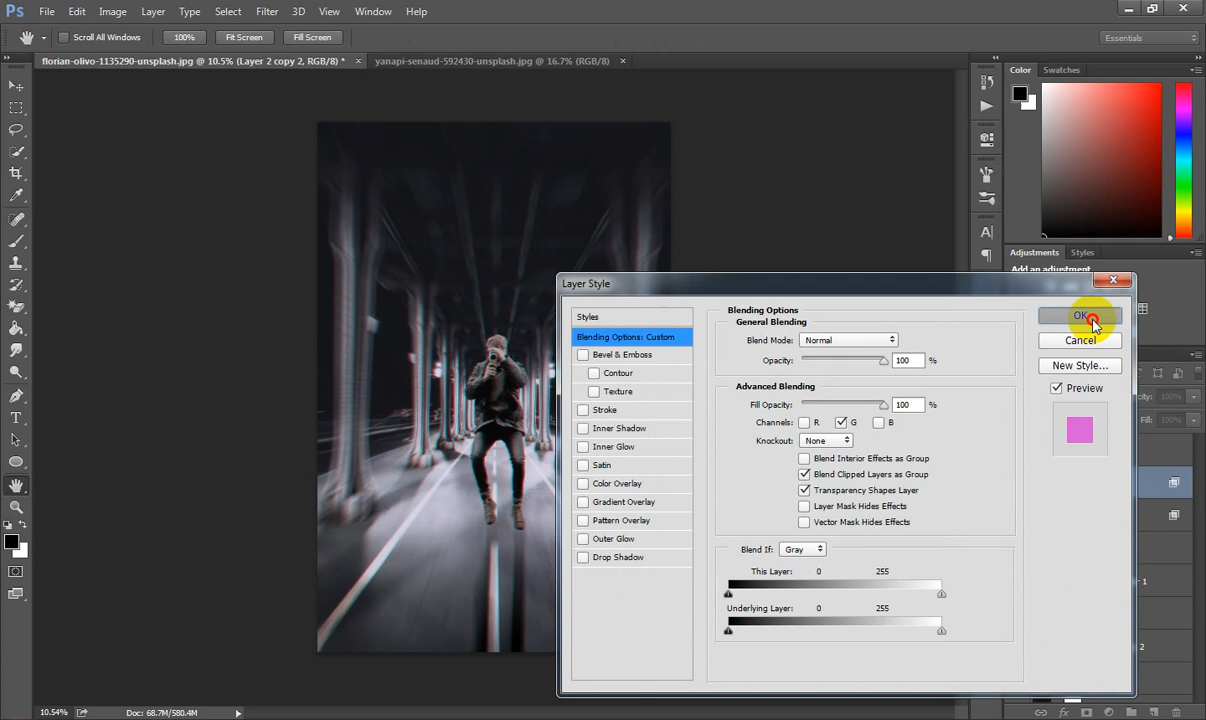 Ps File Edit Image Layer Type Select Filter 3D View Window Help
Scroll All Windows 100% Fit Screen Fill Screen Essentials
florian-olivo-1135290-unsplash.jpg @ 10.5% (Layer 2 copy 2, RGB/8) * × yanapi-senaud-592430-unsplash.jpg @ 16.7% (RGB/8) ×
Color Swatches
Adjustments Styles
Add an adjustment
Layer Style
Styles
Blending Options: Custom
Bevel & Emboss
Contour
Texture
Stroke
Inner Shadow
Inner Glow
Satin
Color Overlay
Gradient Overlay
Pattern Overlay
Outer Glow
Drop Shadow
Blending Options
General Blending
Blend Mode: Normal
Opacity: 100 %
Advanced Blending
Fill Opacity: 100 %
Channels: R G B
Knockout: None
Blend Interior Effects as Group
Blend Clipped Layers as Group
Transparency Shapes Layer
Layer Mask Hides Effects
Vector Mask Hides Effects
Blend If: Gray
This Layer: 0 255
Underlying Layer: 0 255
OK
Cancel
New Style...
Preview
1
2
10.54% Doc: 68.7M/580.4M